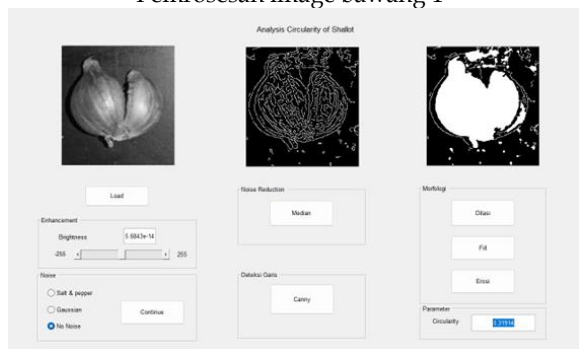 Pemrosesan image bawang 1
Analysis Circularity of Shallot
Load
Enhancement
Brightness
5.6843e-14
-255
255
Noise
Salt & pepper
Gaussian
No Noise
Continue
Noise Reduction
Median
Deteksi Garis
Canny
Morfologi
Dilasi
Fill
Erosi
Parameter
Circularity
0.31914